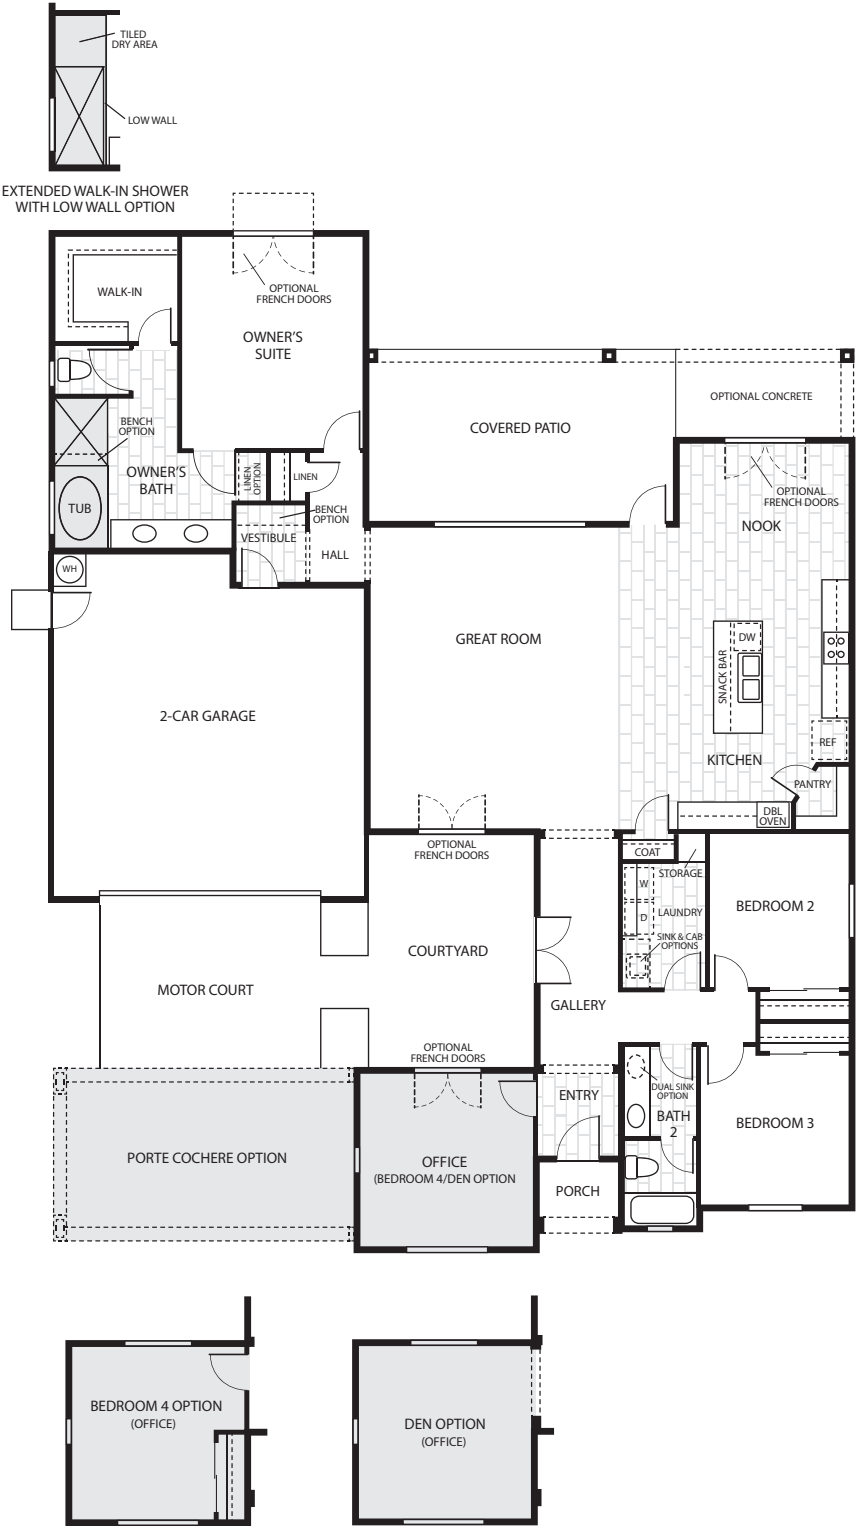 TILED
DRY AREA
LOW WALL
EXTENDED WALK-IN SHOWER
WITH LOW WALL OPTION
WALK-IN
OPTIONAL
FRENCH DOORS
OWNER'S
SUITE
OPTIONAL CONCRETE
COVERED PATIO
BENCH
OPTION
OWNER'S
BATH
LINEN
OPTION
LINEN
TUB
BENCH
OPTION
VESTIBULE
HALL
OPTIONAL
FRENCH DOORS
NOOK
WH
GREAT ROOM
SNACK BAR
DW
2-CAR GARAGE
REF
KITCHEN
PANTRY
DBL
OVEN
OPTIONAL
FRENCH DOORS
COAT
STORAGE
W
D
LAUNDRY
SINK & CAB
OPTIONS
BEDROOM 2
COURTYARD
MOTOR COURT
GALLERY
OPTIONAL
FRENCH DOORS
ENTRY
DUAL SINK
OPTION
BATH
2
BEDROOM 3
PORTE COCHERE OPTION
OFFICE
(BEDROOM 4/DEN OPTION
PORCH
BEDROOM 4 OPTION
(OFFICE)
DEN OPTION
(OFFICE)